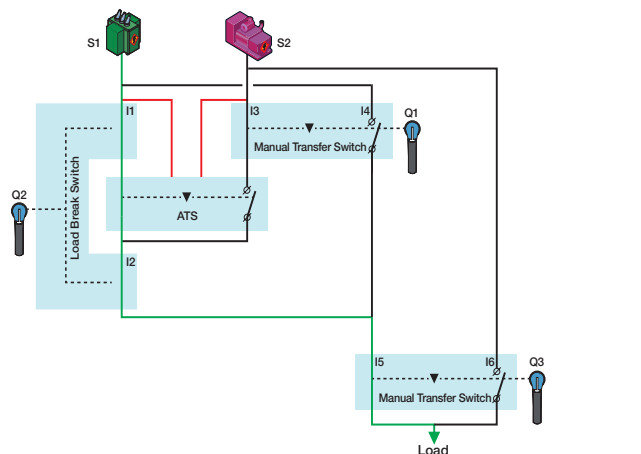 S1
S2
I1
I3
I4
Q1
Manual Transfer Switch
Load Break Switch
Q2
ATS
I2
I5
I6
Q3
Manual Transfer Switch
Load